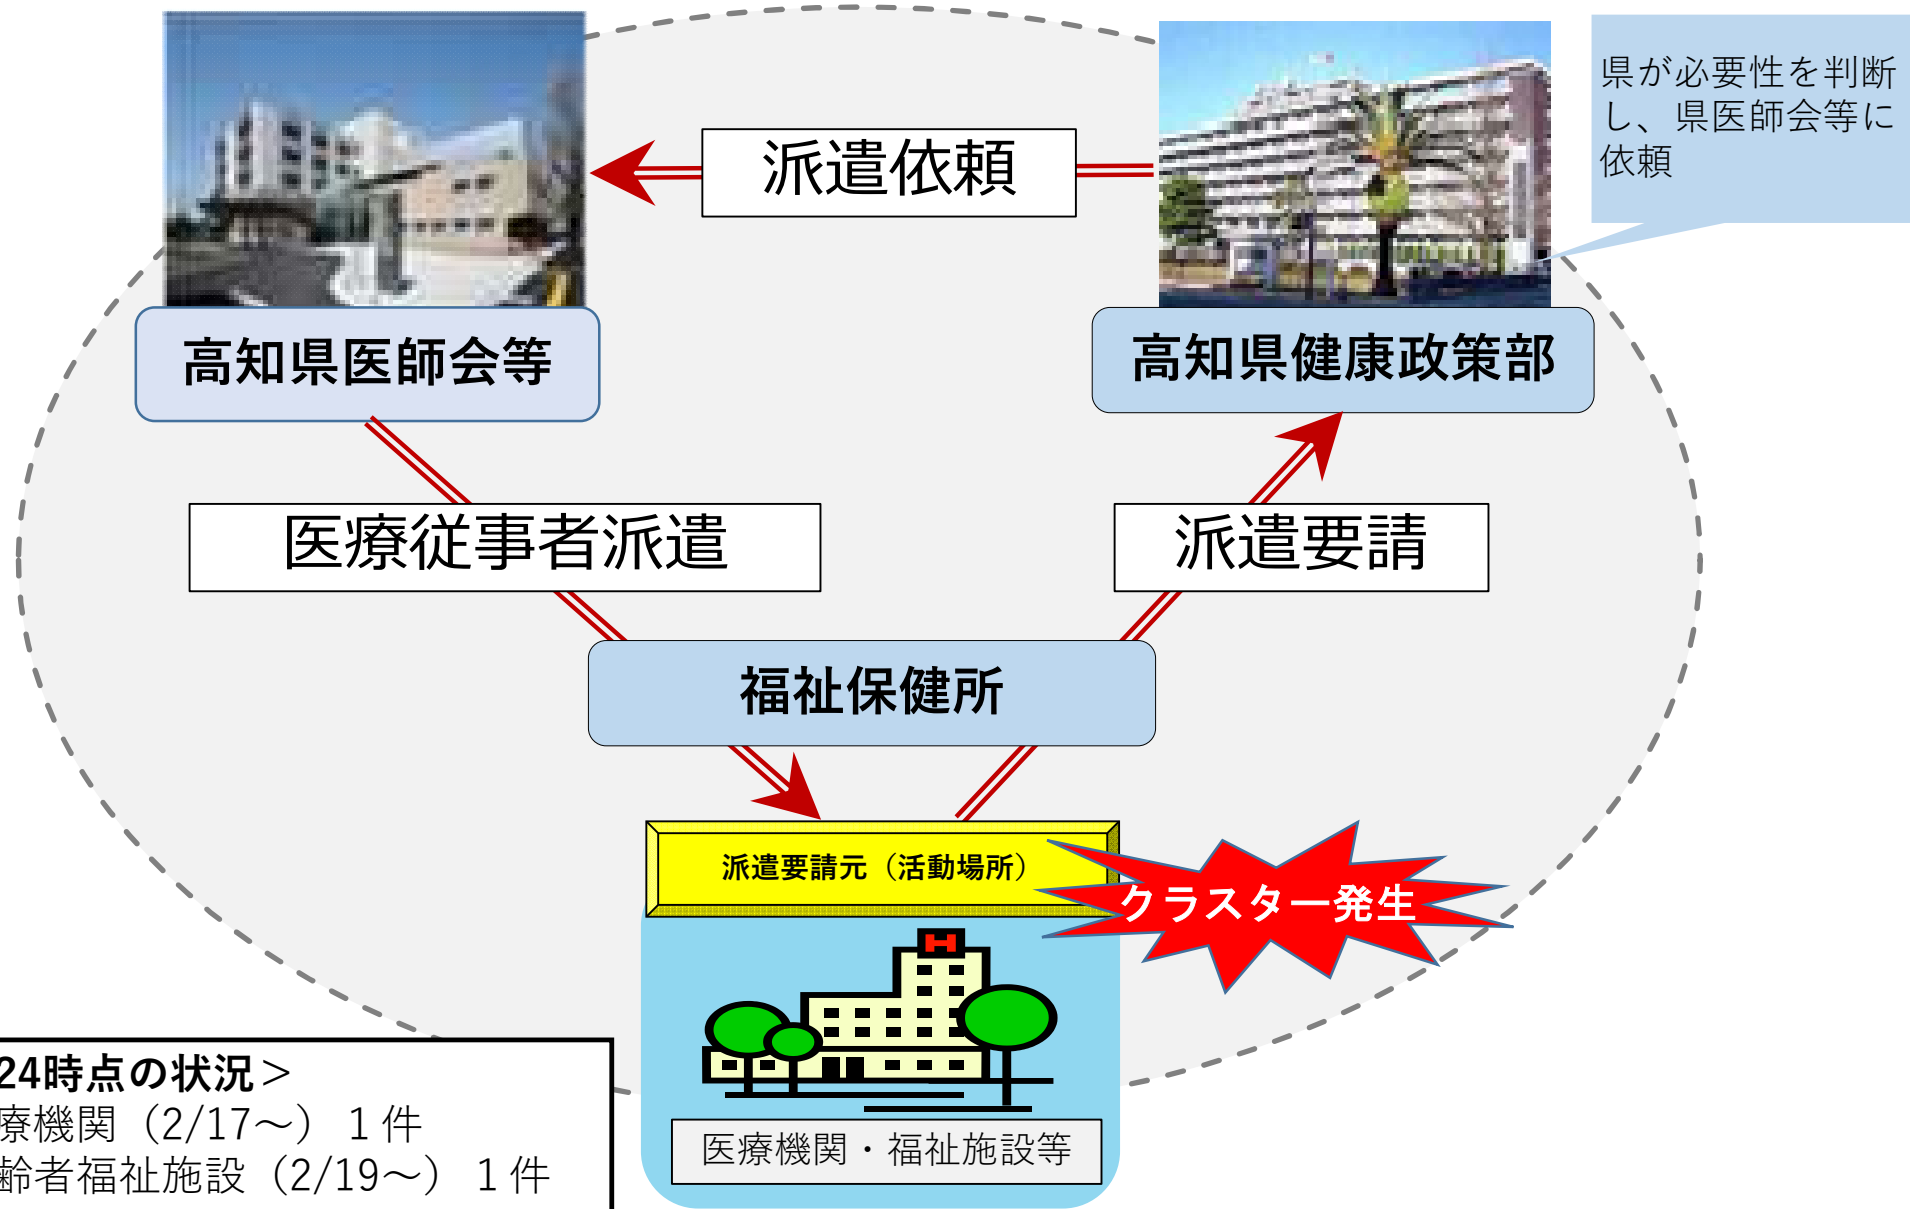 県が必要性を判断
し、県医師会等に
依頼
派遣依頼
高知県医師会等
高知県健康政策部
医療従事者派遣
派遣要請
福祉保健所
派遣要請元（活動場所）
クラスター発生
医療機関・福祉施設等
24時点の状況＞
療機関（2/17～）１件
齢者福祉施設（2/19～）１件